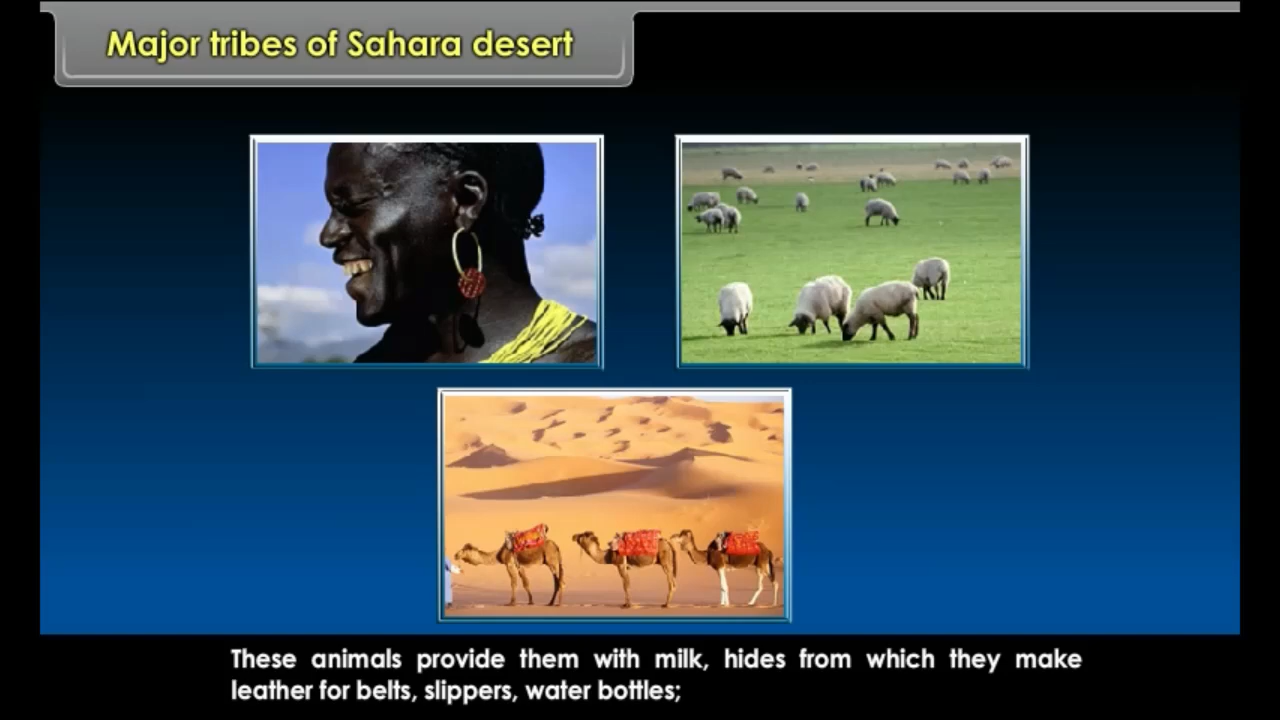 Major tribes of Sahara desert
These animals provide them with milk, hides from which they make
leather for belts, slippers, water bottles;